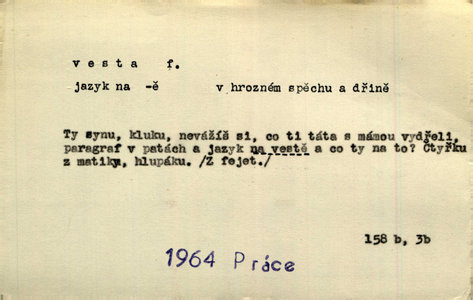 vesta f.
jazyk na -ě v hrozném spěchu a dřině
Ty synu, kluku, nevážíš si, co ti táta s mámou vydřeli,
paragraf v patách a jazyk na vestě a co ty na to? Čtyřku
z matiky, hlupáku. /Z fejet./
158 b, 3b
1964 Práce